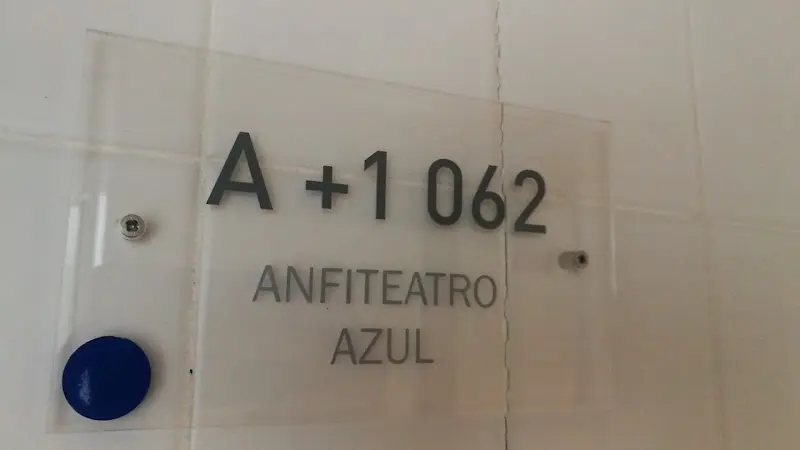 A +1 062
ANFITEATRO
AZUL